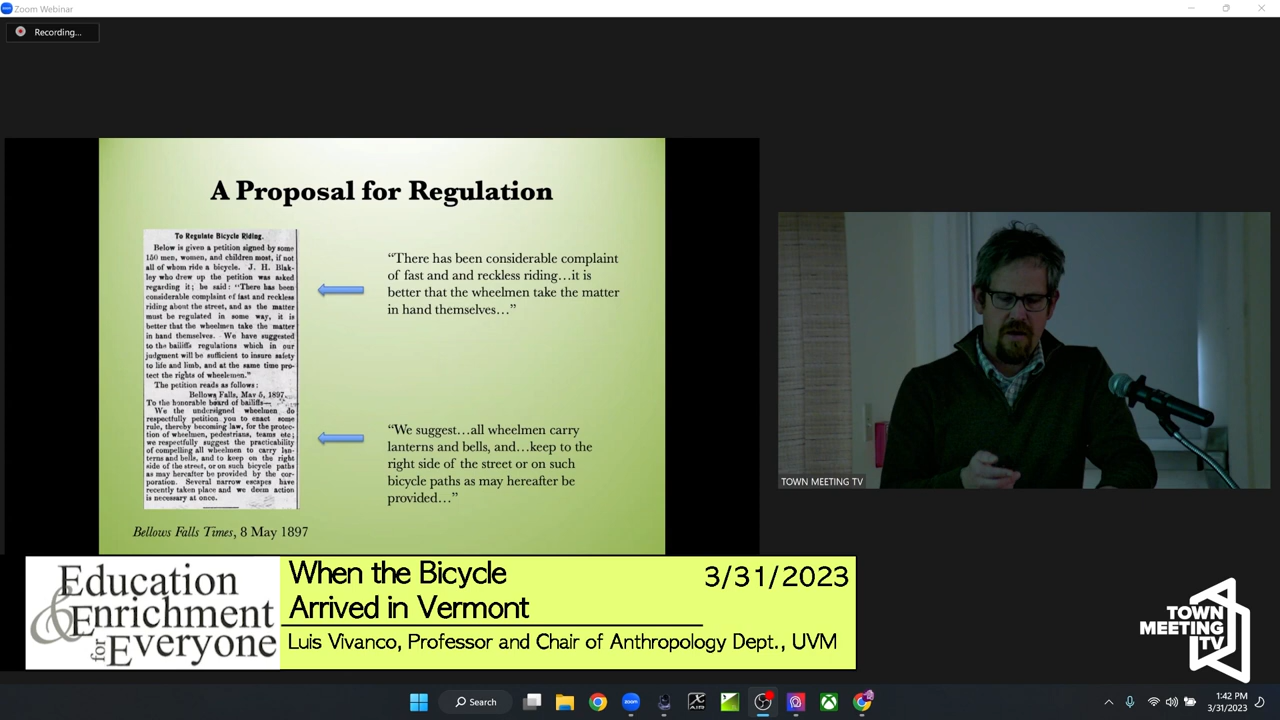 Zoom Webinar
Recording...
A Proposal for Regulation
To Regulate Bicycle Riding.
Below is given a petition signed by some
150 men, women, and children most, if not
all of whom ride a bicycle. J. H. Blak-
ley who drew up the petition was asked
regarding it; he said: "There has been
considerable complaint of fast and reckless
riding about the street, and as the matter
must be regulated in some way, it is
better that the wheelmen take the matter
in hand themselves. We have suggested
to the bailiffs regulations which in our
judgment will be sufficient to insure safety
to life and limb, and at the same time pro-
tect the rights of wheelmen."
The petition reads as follows:
Bellows Falls, May 5, 1897.
To the honorable board of bailiffs—
We the undersigned wheelmen do
respectfully petition you to enact some
rule, thereby becoming law, for the protec-
tion of wheelmen, pedestrians, teams etc;
we respectfully suggest the practicability
of compelling all wheelmen to carry lan-
terns and bells, and to keep on the right
side of the street, or on such bicycle paths
as may hereafter be provided by the cor-
poration. Several narrow escapes have
recently taken place and we deem action
is necessary at once.
“There has been considerable complaint
of fast and and reckless riding…it is
better that the wheelmen take the matter
in hand themselves…”
“We suggest…all wheelmen carry
lanterns and bells, and…keep to the
right side of the street or on such
bicycle paths as may hereafter be
provided…”
Bellows Falls Times, 8 May 1897
TOWN MEETING TV
Education
& Enrichment
for Everyone
When the Bicycle
Arrived in Vermont
3/31/2023
Luis Vivanco, Professor and Chair of Anthropology Dept., UVM
TOWN
MEETING
TV
Search
zoom
1:42 PM
3/31/2023